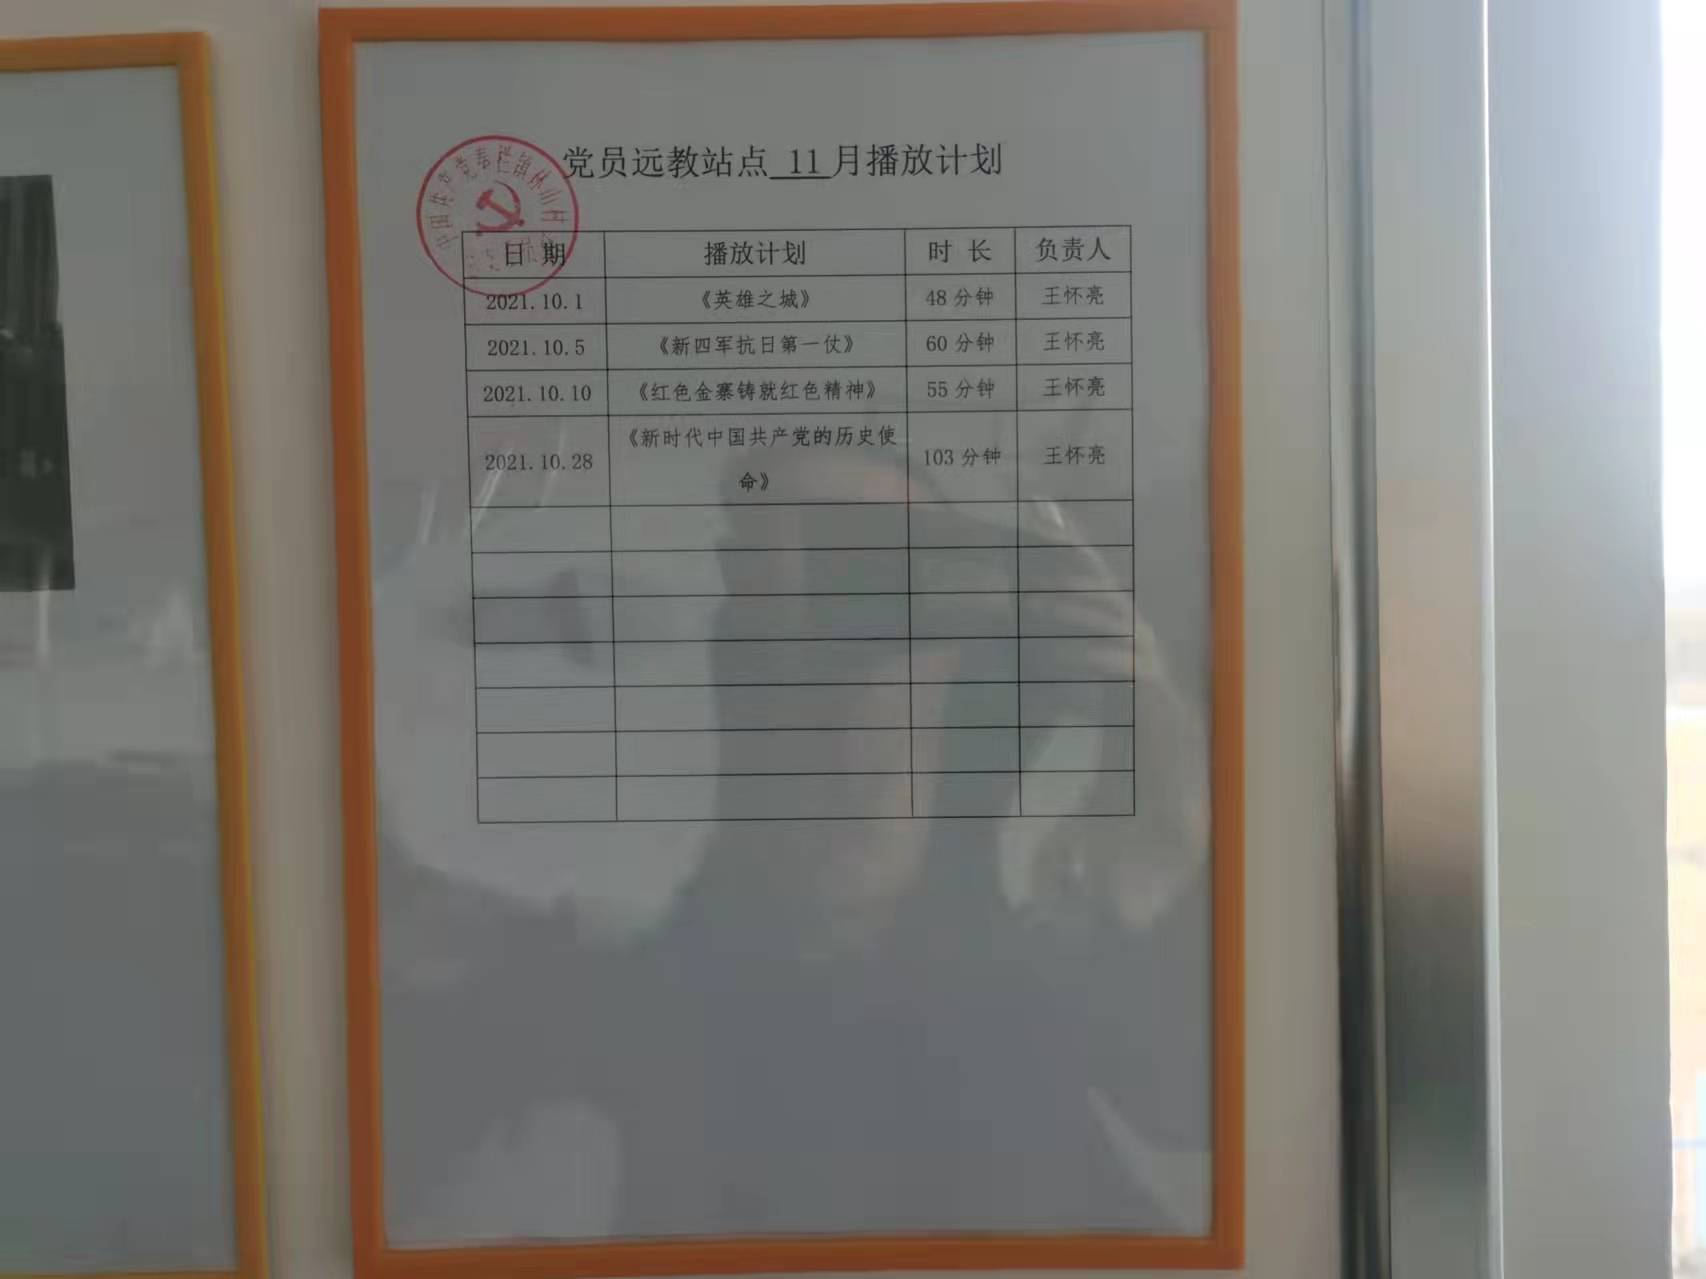 党员远教站点 11 月播放计划
日 期 播放计划 时 长 负责人
2021.10.1 《英雄之城》 48 分钟 王怀亮
2021.10.5 《新四军抗日第一仗》 60 分钟 王怀亮
2021.10.10 《红色金寨铸就红色精神》 55 分钟 王怀亮
2021.10.28 《新时代中国共产党的历史使 103 分钟 王怀亮
命》